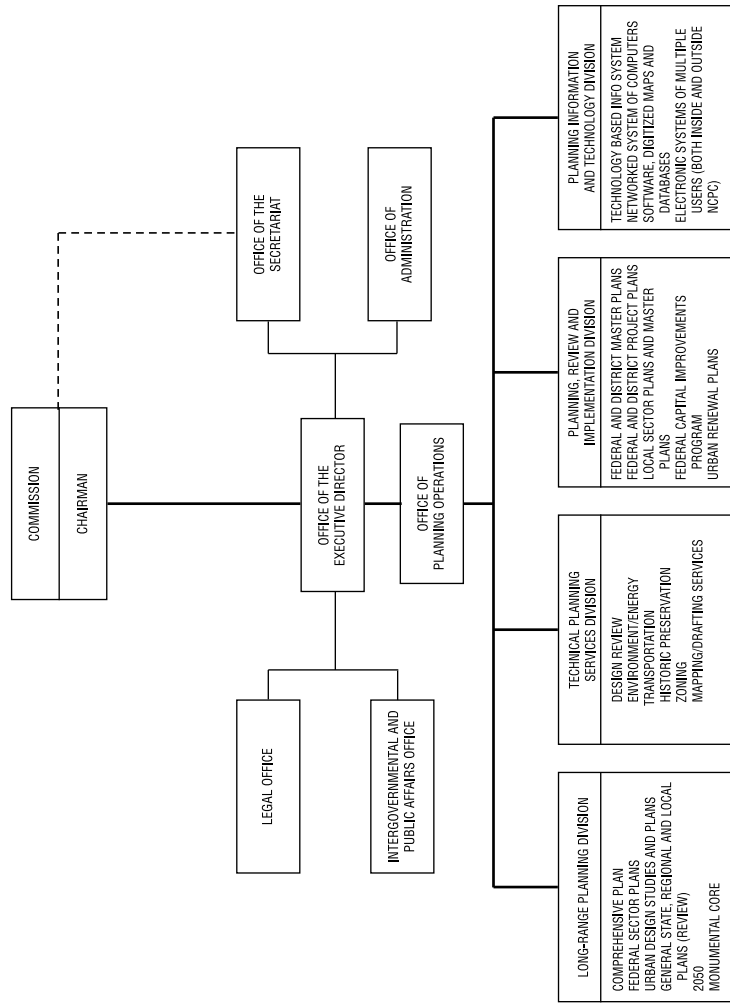 COMMISSION
CHAIRMAN
LEGAL OFFICE
OFFICE OF THE
SECRETARIAT
OFFICE OF THE
EXECUTIVE DIRECTOR
INTERGOVERNMENTAL AND
PUBLIC AFFAIRS OFFICE
OFFICE OF
ADMINISTRATION
OFFICE OF
PLANNING OPERATIONS
LONG-RANGE PLANNING DIVISION
COMPREHENSIVE PLAN
FEDERAL SECTOR PLANS
URBAN DESIGN STUDIES AND PLANS
GENERAL STATE, REGIONAL AND LOCAL
PLANS (REVIEW)
2050
MONUMENTAL CORE
TECHNICAL PLANNING
SERVICES DIVISION
DESIGN REVIEW
ENVIRONMENT/ENERGY
TRANSPORTATION
HISTORIC PRESERVATION
ZONING
MAPPING/DRAFTING SERVICES
PLANNING, REVIEW AND
IMPLEMENTATION DIVISION
FEDERAL AND DISTRICT MASTER PLANS
FEDERAL AND DISTRICT PROJECT PLANS
LOCAL SECTOR PLANS AND MASTER
PLANS
FEDERAL CAPITAL IMPROVEMENTS
PROGRAM
URBAN RENEWAL PLANS
PLANNING INFORMATION
AND TECHNOLOGY DIVISION
TECHNOLOGY BASED INFO SYSTEM
NETWORKED SYSTEM OF COMPUTERS
SOFTWARE, DIGITIZED MAPS AND
DATABASES
ELECTRONIC SYSTEMS OF MULTIPLE
USERS (BOTH INSIDE AND OUTSIDE
NCPC)